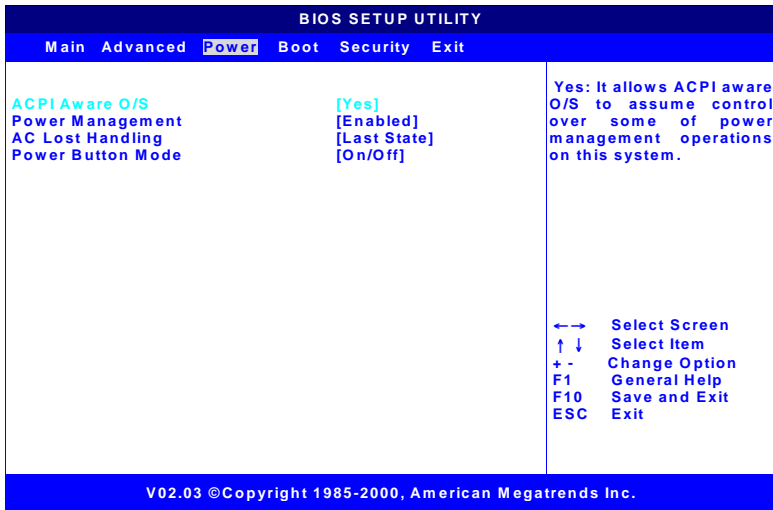 BIOS SETUP UTILITY
Main Advanced Power Boot Security Exit
ACPI Aware O/S [Yes]
Power Management [Enabled]
AC Lost Handling [Last State]
Power Button Mode [On/Off]
Yes: It allows ACPI aware
O/S to assume control
over some of power
management operations
on this system.
←→ Select Screen
↑ ↓ Select Item
+ - Change Option
F1 General Help
F10 Save and Exit
ESC Exit
V02.03 ©Copyright 1985-2000, American Megatrends Inc.